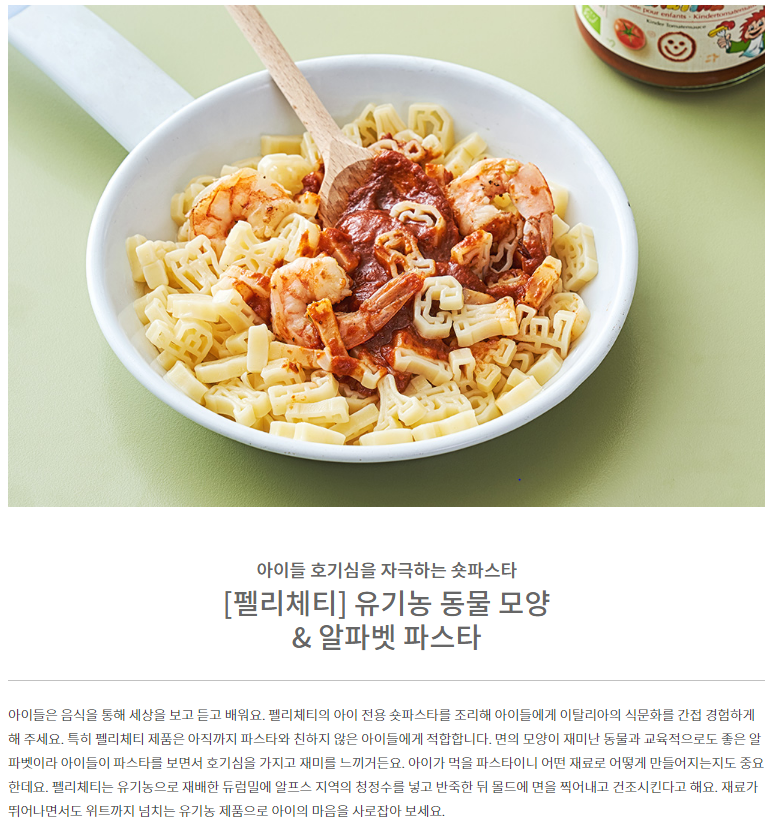 pour enfants · Kindertomatensauce
Kinder Tomatensauce
아이들 호기심을 자극하는 숏파스타
[펠리체티] 유기농 동물 모양
& 알파벳 파스타
아이들은 음식을 통해 세상을 보고 듣고 배워요. 펠리체티의 아이 전용 숏파스타를 조리해 아이들에게 이탈리아의 식문화를 간접 경험하게
해 주세요. 특히 펠리체티 제품은 아직까지 파스타와 친하지 않은 아이들에게 적합합니다. 면의 모양이 재미난 동물과 교육적으로도 좋은 알
파벳이라 아이들이 파스타를 보면서 호기심을 가지고 재미를 느끼거든요. 아이가 먹을 파스타이니 어떤 재료로 어떻게 만들어지는지도 중요
한데요. 펠리체티는 유기농으로 재배한 듀럼밀에 알프스 지역의 청정수를 넣고 반죽한 뒤 몰드에 면을 찍어내고 건조시킨다고 해요. 재료가
뛰어나면서도 위트까지 넘치는 유기농 제품으로 아이의 마음을 사로잡아 보세요.